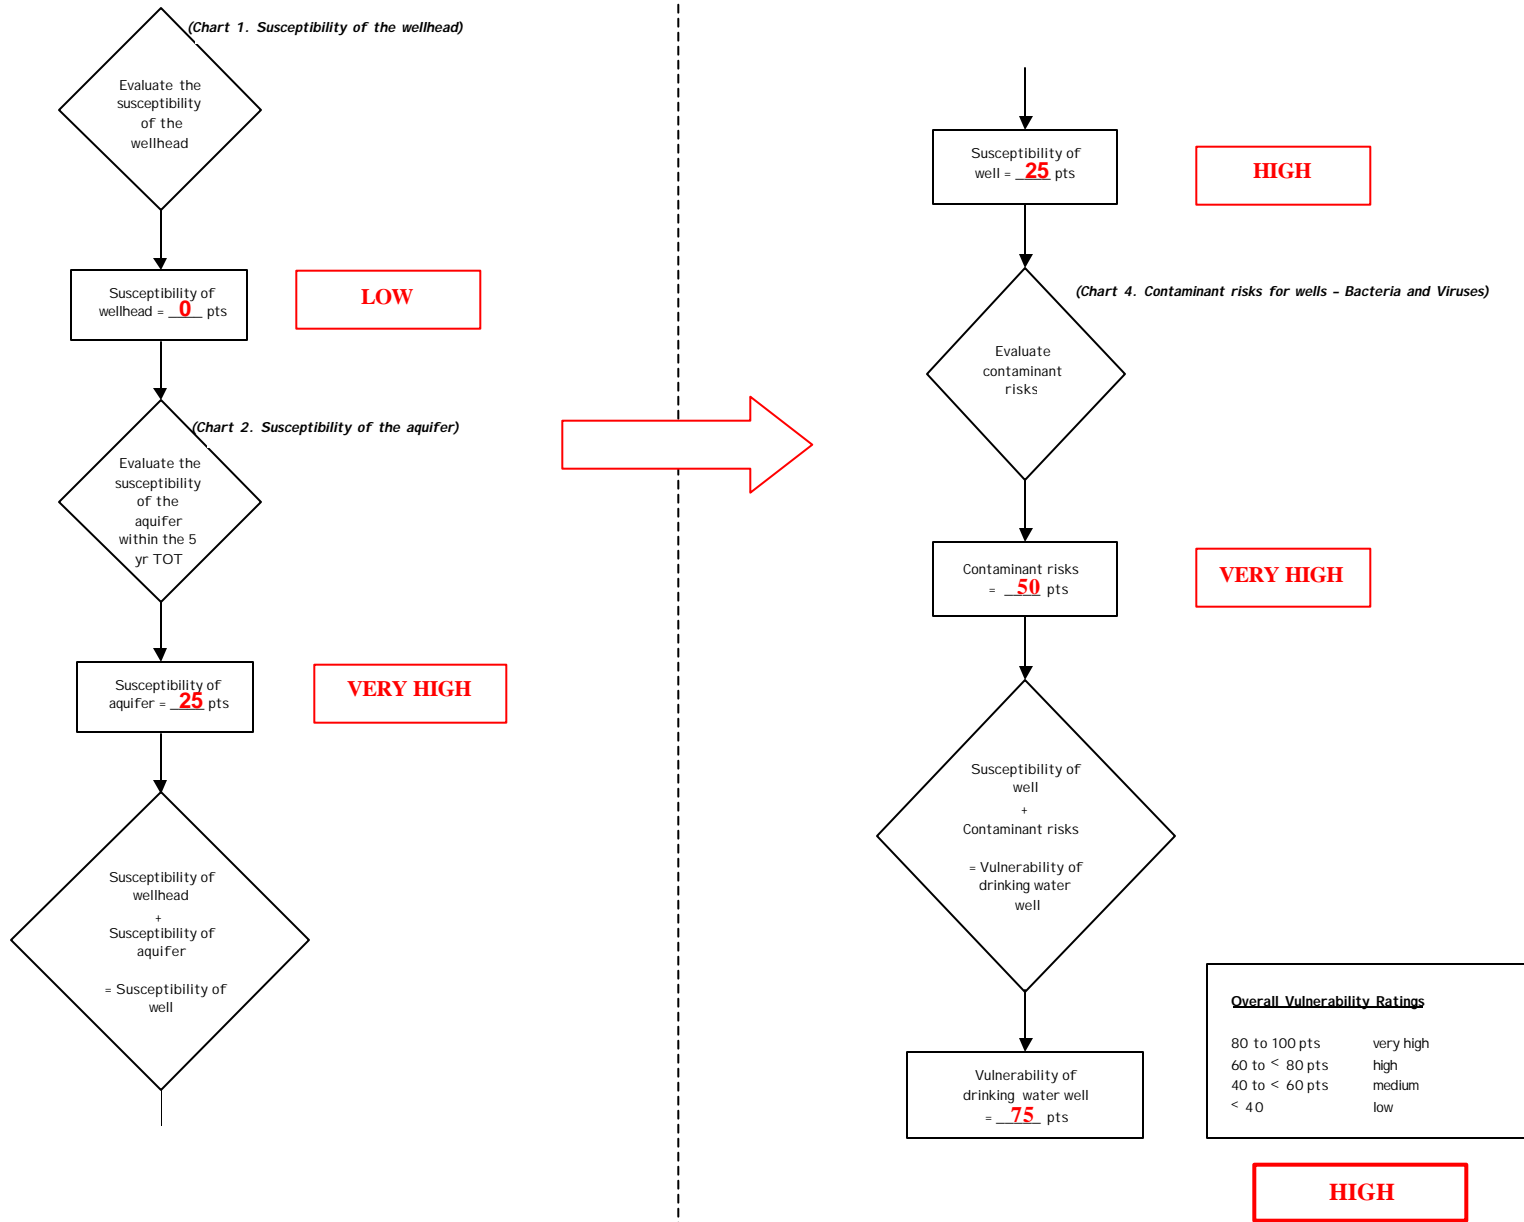 (Chart 1. Susceptibility of the wellhead)
Evaluate the
susceptibility
of the
wellhead
Susceptibility of
wellhead = 0 pts
LOW
(Chart 2. Susceptibility of the aquifer)
Evaluate the
susceptibility
of the
aquifer
within the 5
yr TOT
Susceptibility of
aquifer = 25 pts
VERY HIGH
Susceptibility of
wellhead
+
Susceptibility of
aquifer
= Susceptibility of
well
Susceptibility of
well = 25 pts
HIGH
(Chart 4. Contaminant risks for wells – Bacteria and Viruses)
Evaluate
contaminant
risks
Contaminant risks
= 50 pts
VERY HIGH
Susceptibility of
well
+
Contaminant risks
= Vulnerability of
drinking water
well
Vulnerability of
drinking water well
= 75 pts
Overall Vulnerability Ratings
80 to 100 pts very high
60 to < 80 pts high
40 to < 60 pts medium
< 40 low
HIGH